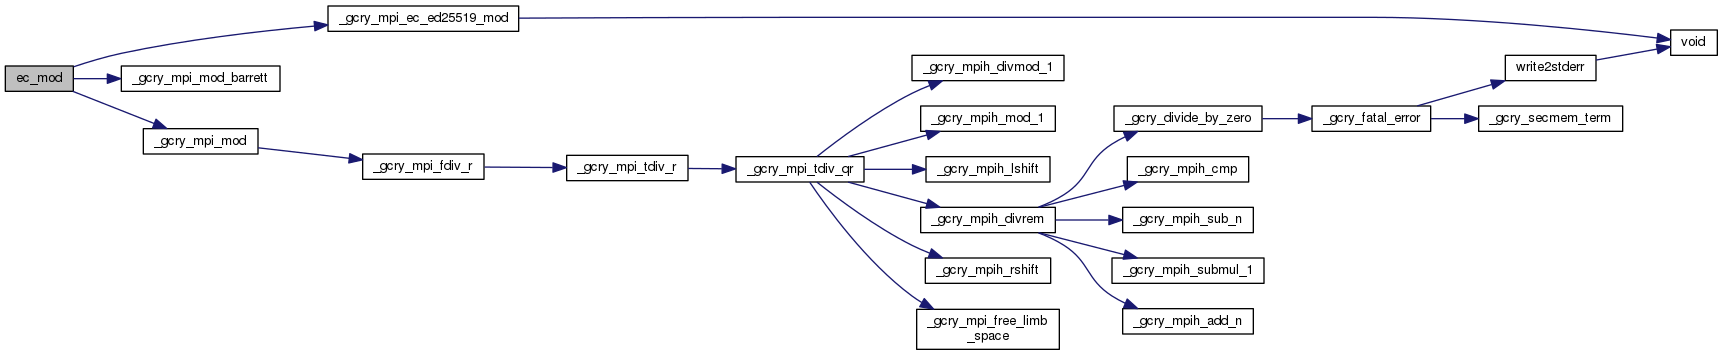 ec_mod
_gcry_mpi_ec_ed25519_mod
_gcry_mpi_mod_barrett
_gcry_mpi_mod
_gcry_mpi_fdiv_r
_gcry_mpi_tdiv_r
_gcry_mpi_tdiv_qr
_gcry_mpih_divmod_1
_gcry_mpih_mod_1
_gcry_mpih_lshift
_gcry_mpih_divrem
_gcry_mpih_rshift
_gcry_mpi_free_limb
_space
_gcry_divide_by_zero
_gcry_mpih_cmp
_gcry_mpih_sub_n
_gcry_mpih_submul_1
_gcry_mpih_add_n
_gcry_fatal_error
write2stderr
_gcry_secmem_term
void